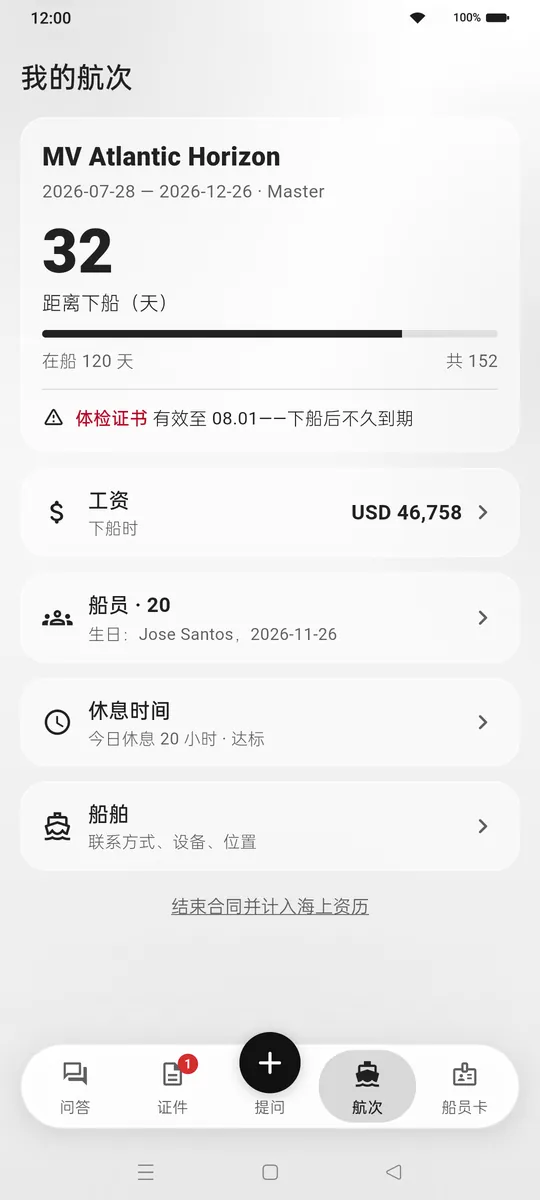 12:00
100%
我的航次
MV Atlantic Horizon
2026-07-28 — 2026-12-26 · Master
32
距离下船（天）
在船 120 天
共 152
体检证书 有效至 08.01——下船后不久到期
工资
下船时
USD 46,758
船员 · 20
生日：Jose Santos，2026-11-26
休息时间
今日休息 20 小时 · 达标
船舶
联系方式、设备、位置
结束合同并计入海上资历
1
问答
证件
提问
航次
船员卡